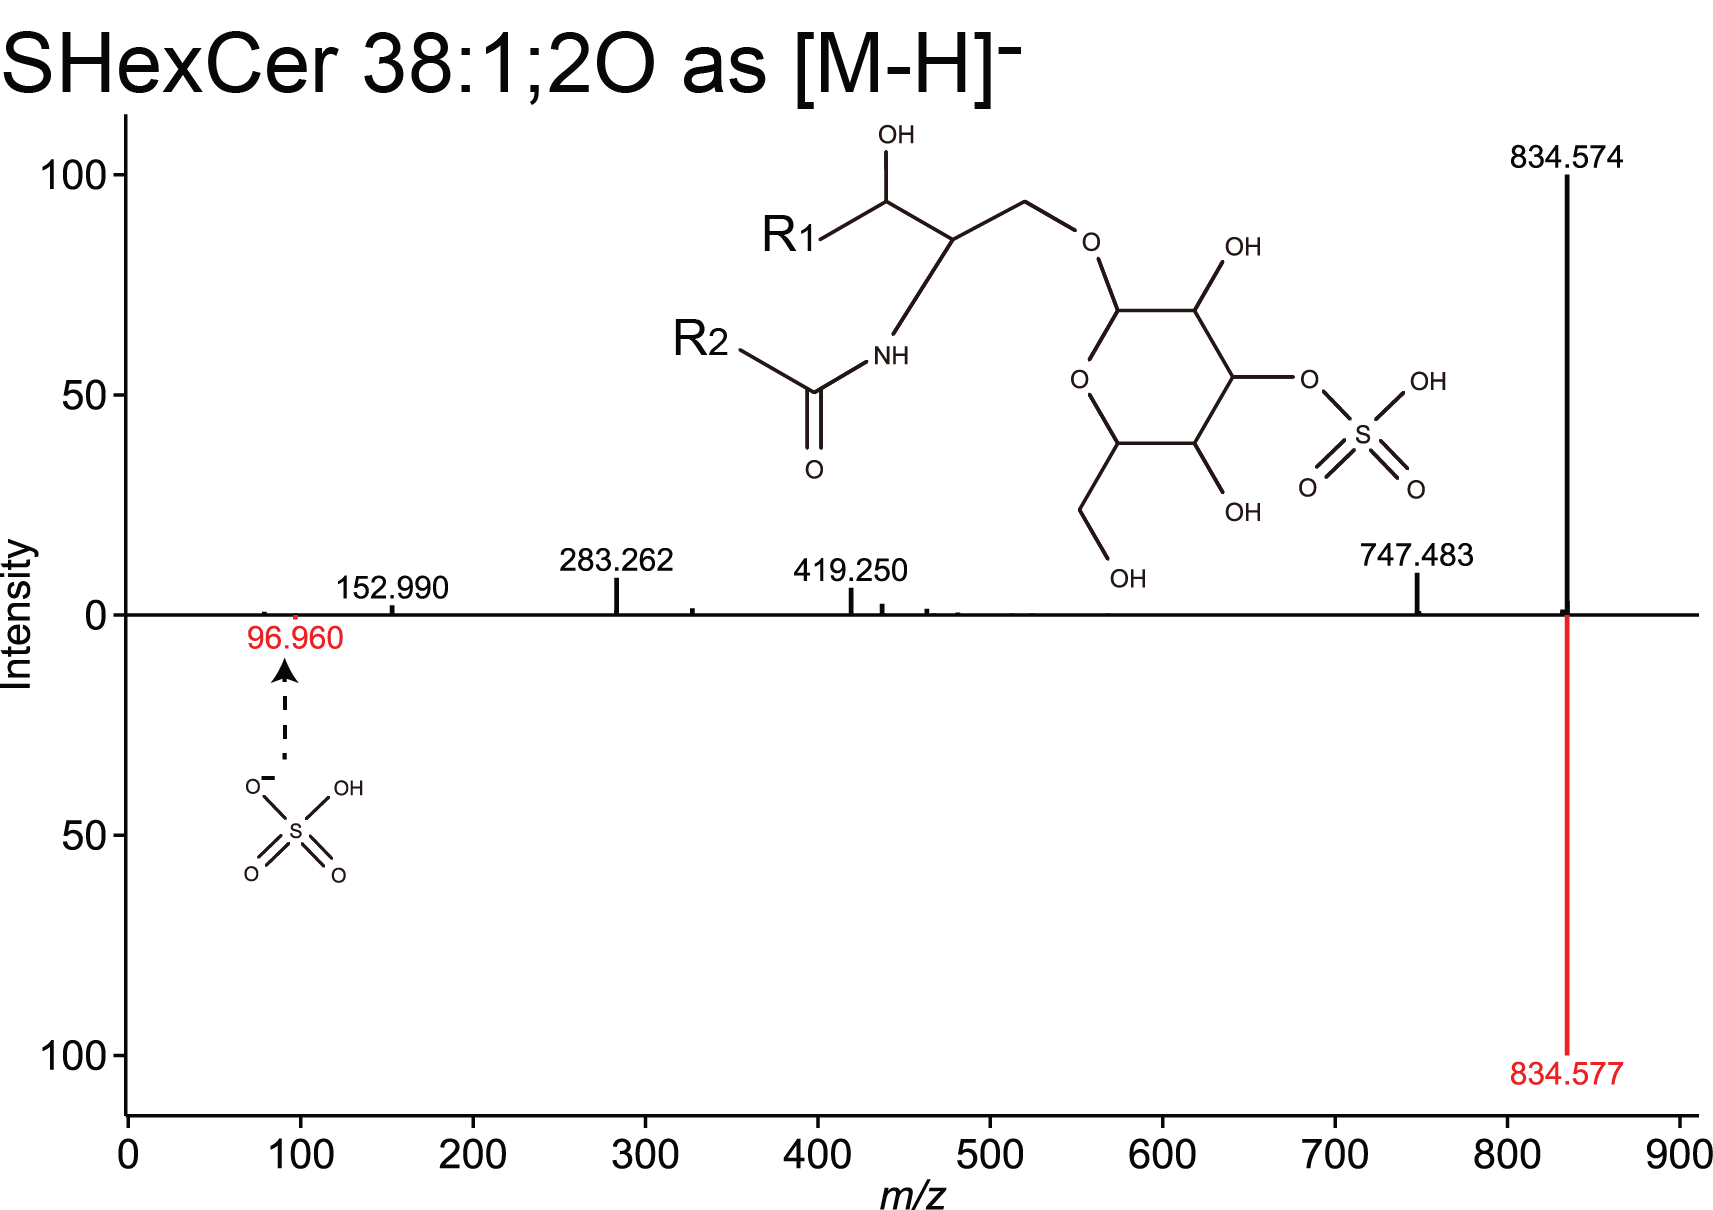 SHexCer 38:1;2O as [M-H]⁻
OH
834.574
100
R1
O
OH
R2
NH
O
O
OH
50
S
O
O
O
OH
OH
747.483
283.262
419.250
152.990
Intensity
0
96.960
O⁻
OH
S
50
O
O
100
834.577
0 100 200 300 400 500 600 700 800 900
m/z